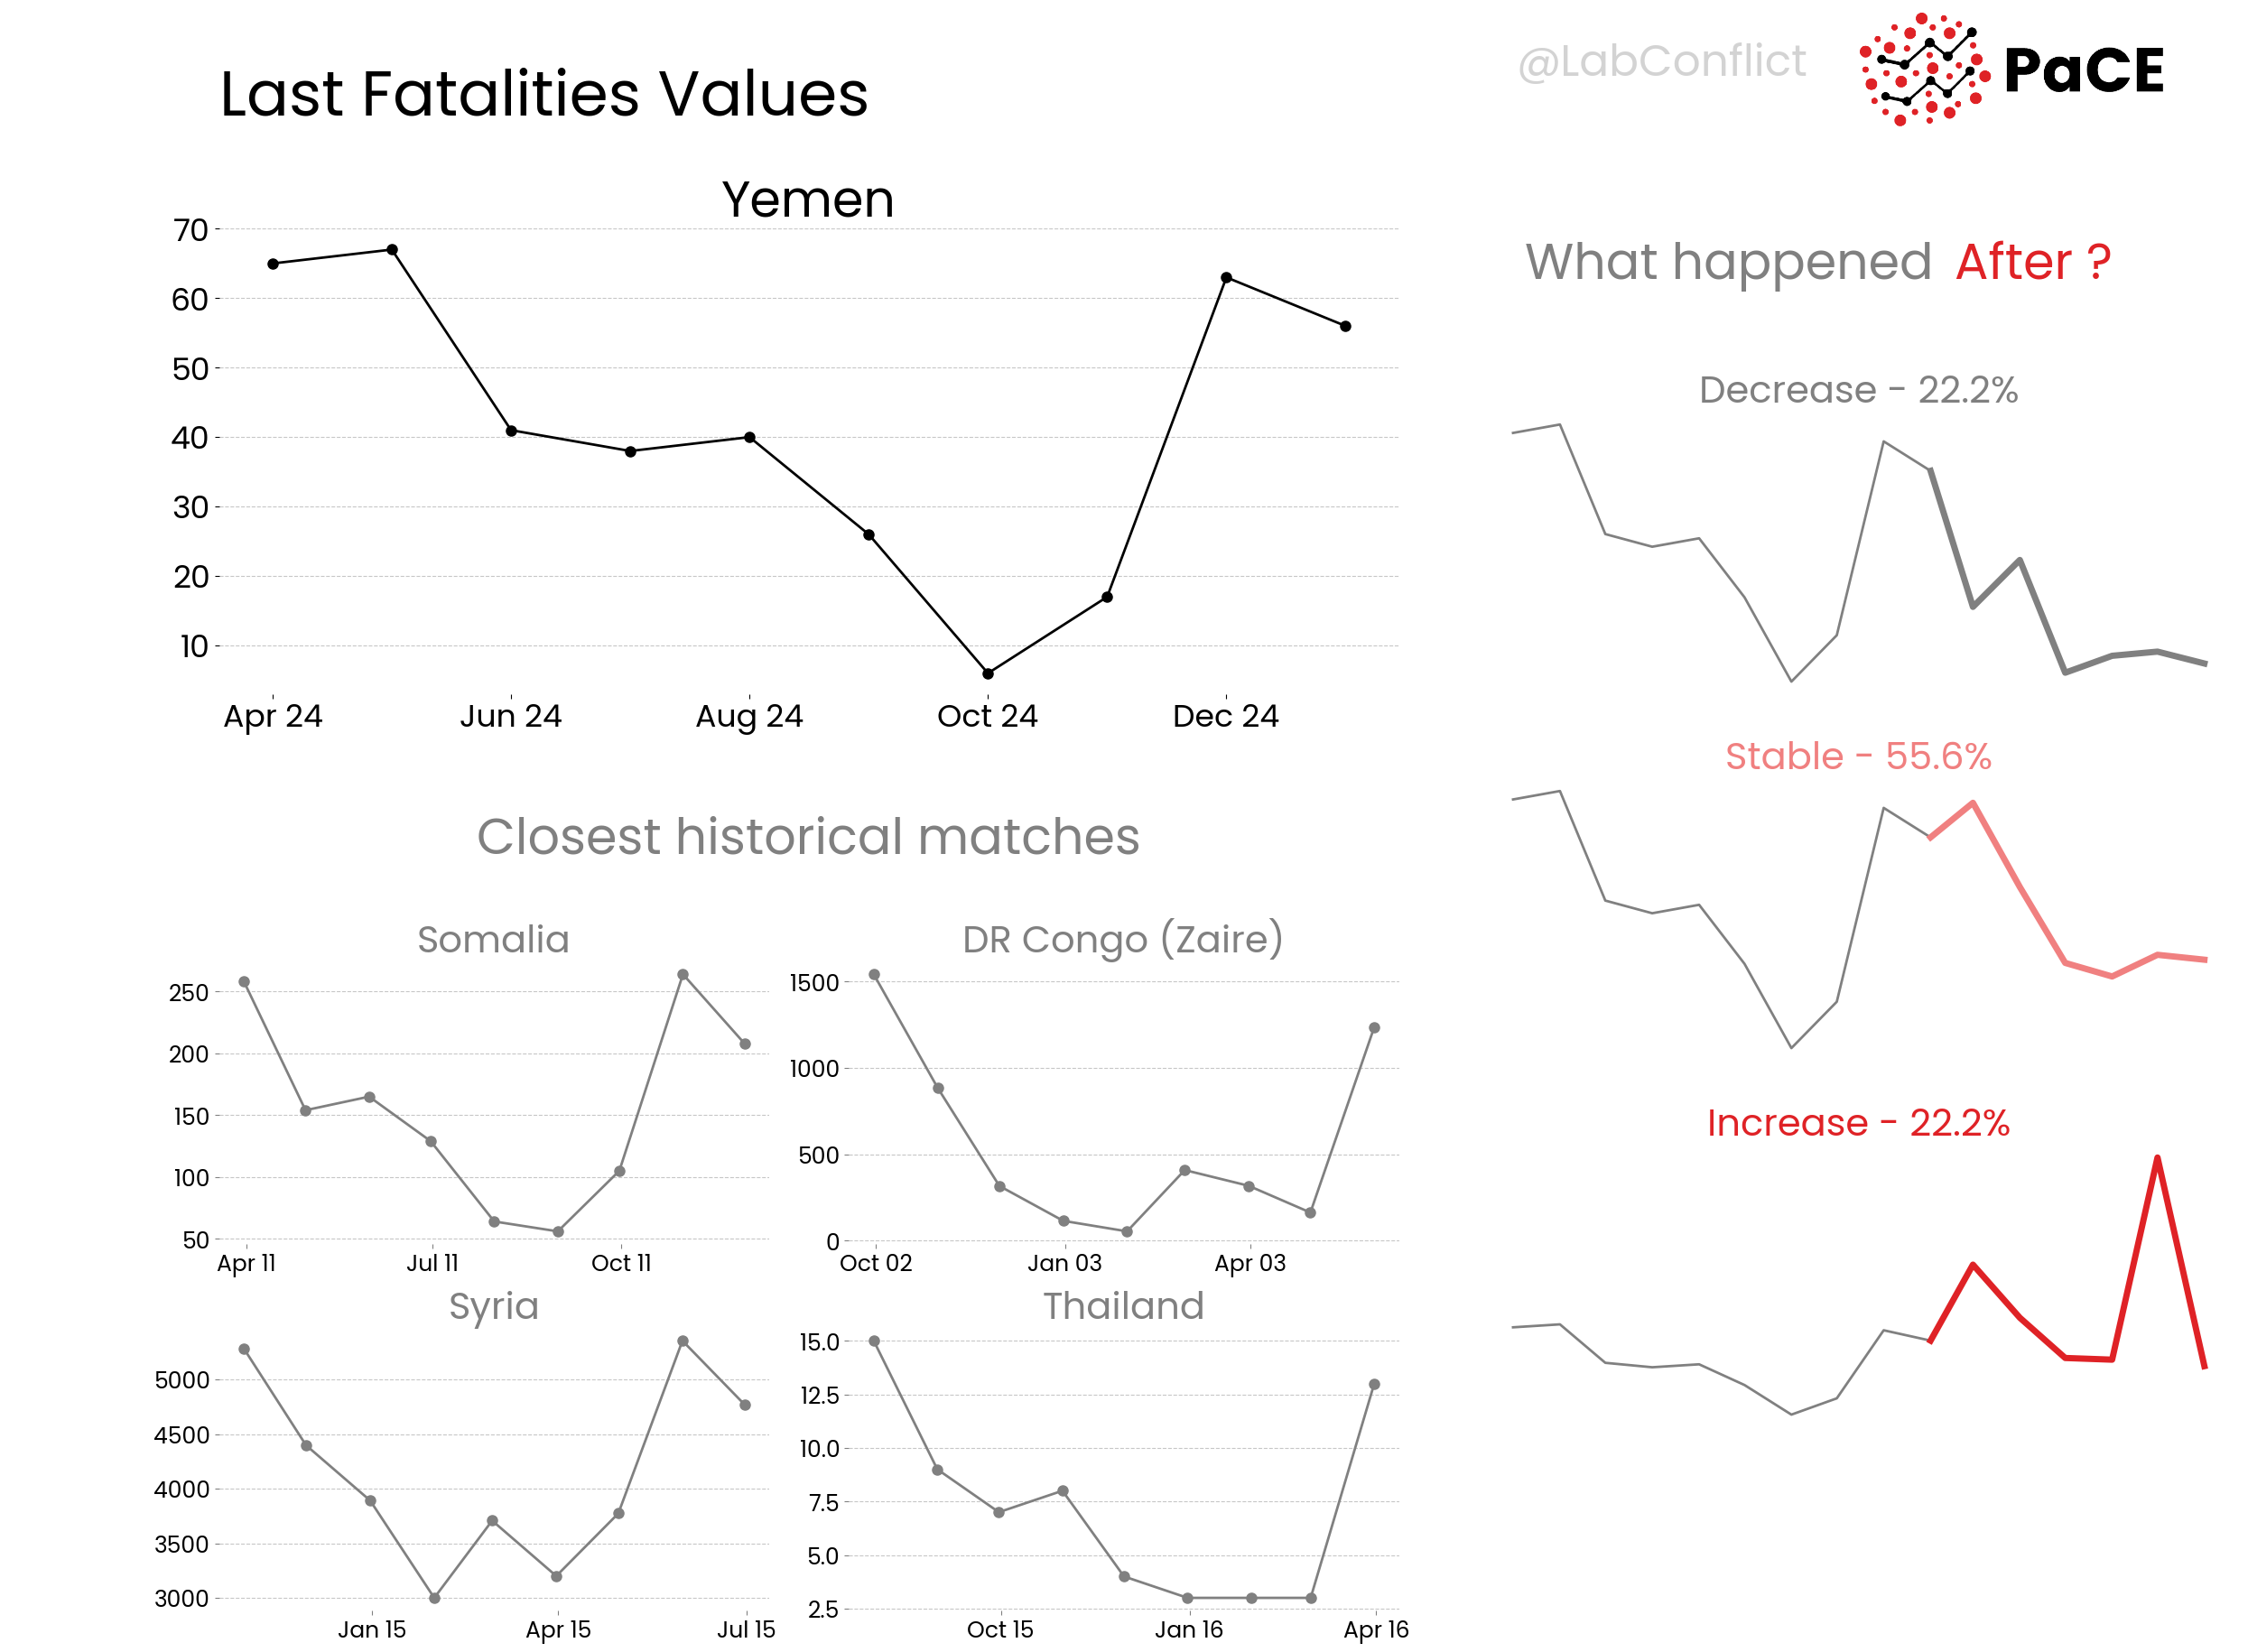 @LabConflict
PaCE
Last Fatalities Values
Yemen
70
60
50
40
30
20
10
Apr 24 Jun 24 Aug 24 Oct 24 Dec 24
What happened After ?
Decrease - 22.2%
Stable - 55.6%
Increase - 22.2%
Closest historical matches
Somalia
250
200
150
100
50
Apr 11 Jul 11 Oct 11
DR Congo (Zaire)
1500
1000
500
0
Oct 02 Jan 03 Apr 03
Syria
5000
4500
4000
3500
3000
Jan 15 Apr 15 Jul 15
Thailand
15.0
12.5
10.0
7.5
5.0
2.5
Oct 15 Jan 16 Apr 16